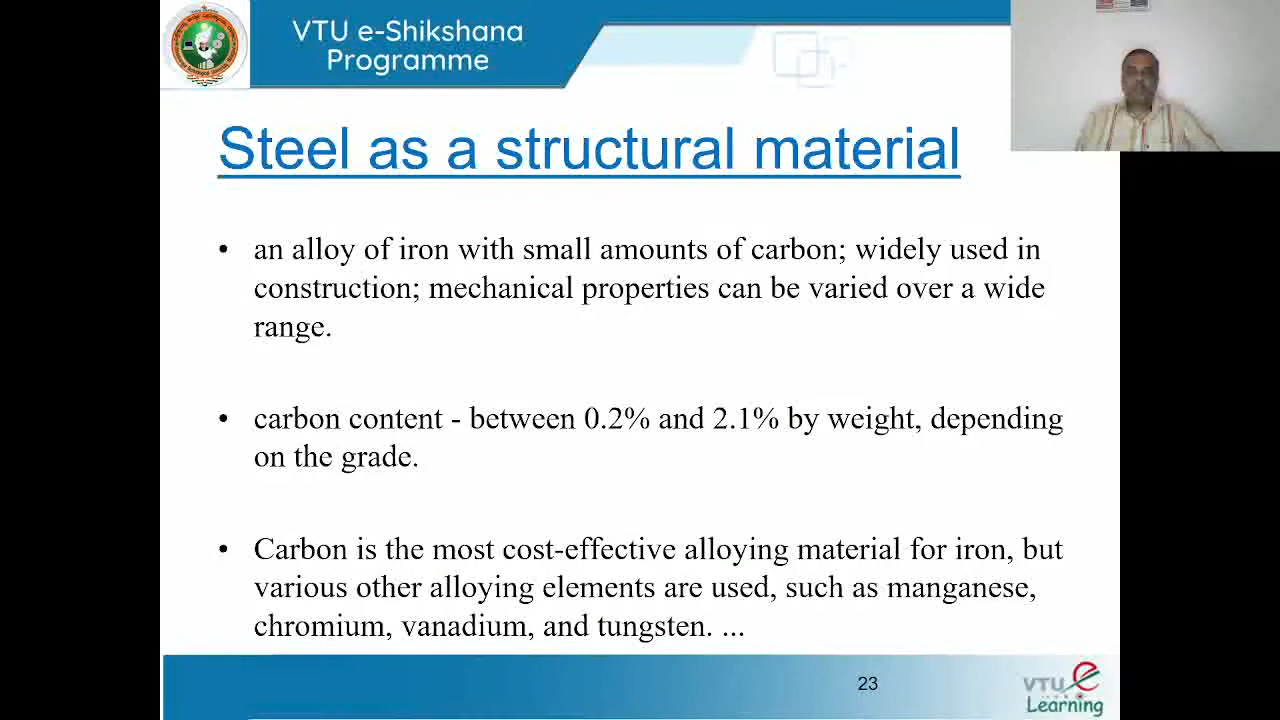 VTU e-Shikshana
Programme
Steel as a structural material
• an alloy of iron with small amounts of carbon; widely used in
construction; mechanical properties can be varied over a wide
range.
• carbon content - between 0.2% and 2.1% by weight, depending
on the grade.
• Carbon is the most cost-effective alloying material for iron, but
various other alloying elements are used, such as manganese,
chromium, vanadium, and tungsten. ...
23
VTU e
Learning